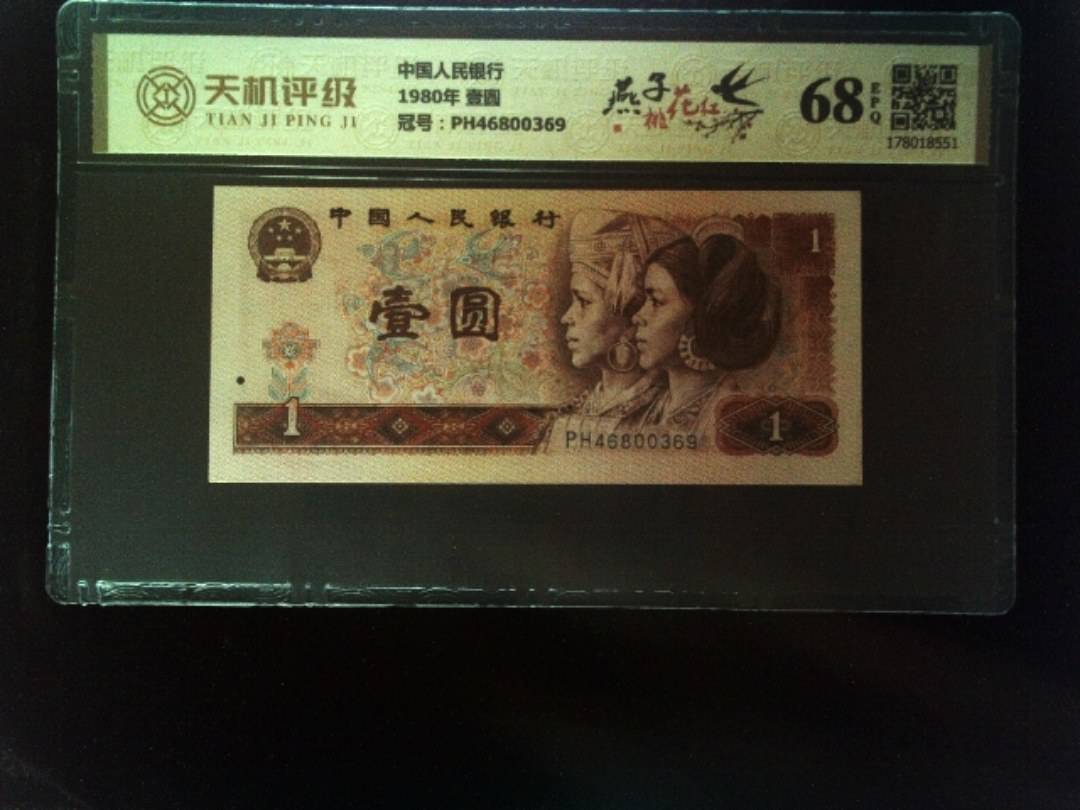 天机评级
TIAN JI PING JI
中国人民银行
1980年 壹圆
冠号：PH46800369
燕子
桃花红
68
EPQ
178018551
中國人民银行
1
壹圆
1
PH46800369
1